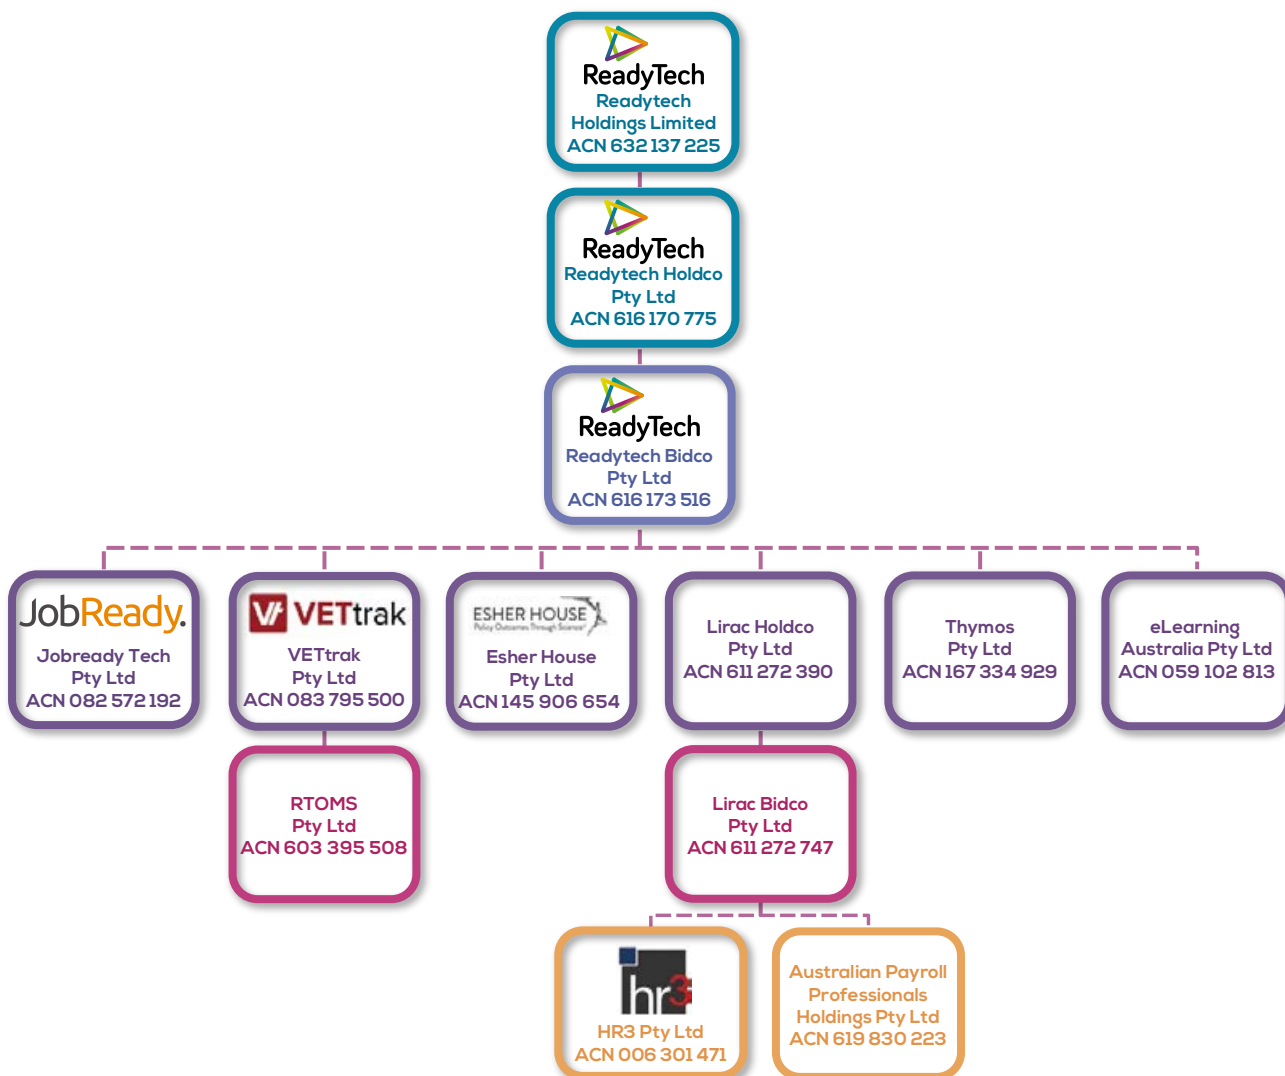 ReadyTech
Readytech
Holdings Limited
ACN 632 137 225
ReadyTech
Readytech Holdco
Pty Ltd
ACN 616 170 775
ReadyTech
Readytech Bidco
Pty Ltd
ACN 616 173 516
JobReady.
Jobready Tech
Pty Ltd
ACN 082 572 192
VETtrak
VETtrak
Pty Ltd
ACN 083 795 500
ESHER HOUSE
Policy Outcomes Through Science
Esher House
Pty Ltd
ACN 145 906 654
Lirac Holdco
Pty Ltd
ACN 611 272 390
Thymos
Pty Ltd
ACN 167 334 929
eLearning
Australia Pty Ltd
ACN 059 102 813
RTOMS
Pty Ltd
ACN 603 395 508
Lirac Bidco
Pty Ltd
ACN 611 272 747
hr3
HR3 Pty Ltd
ACN 006 301 471
Australian Payroll
Professionals
Holdings Pty Ltd
ACN 619 830 223